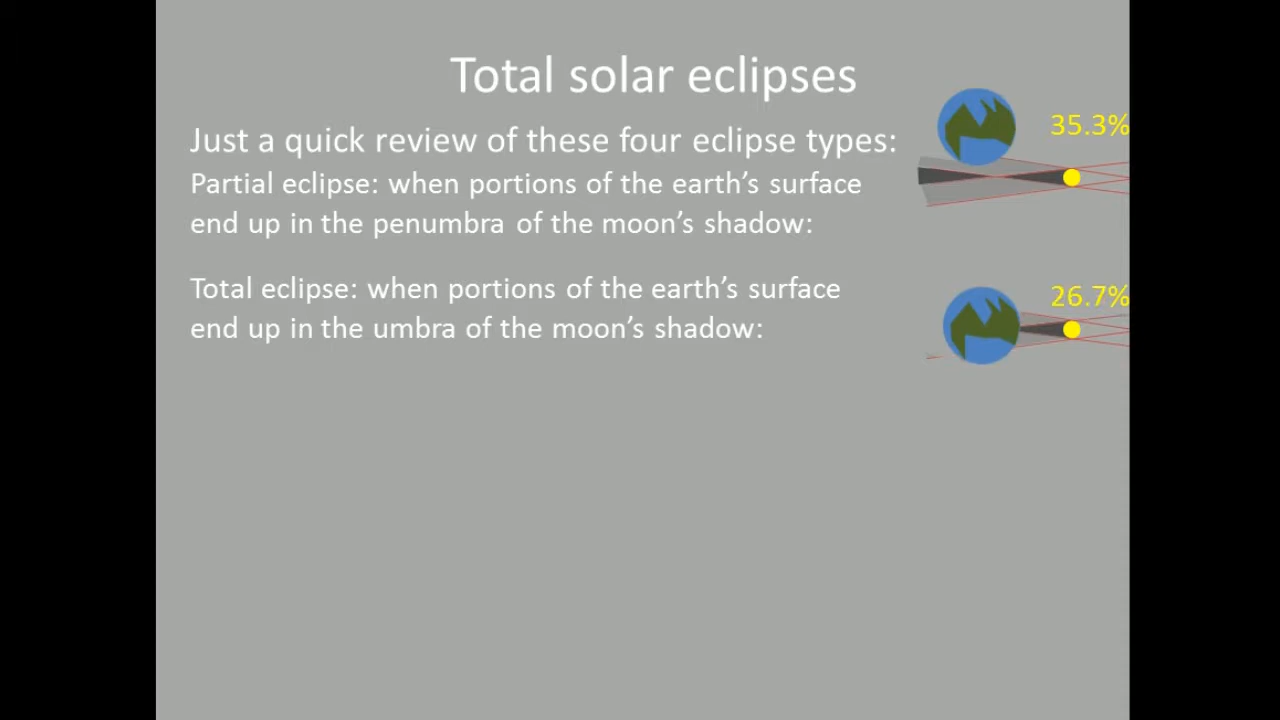 Total solar eclipses
Just a quick review of these four eclipse types:
35.3%
Partial eclipse: when portions of the earth’s surface
end up in the penumbra of the moon’s shadow:
Total eclipse: when portions of the earth’s surface
26.7%
end up in the umbra of the moon’s shadow: